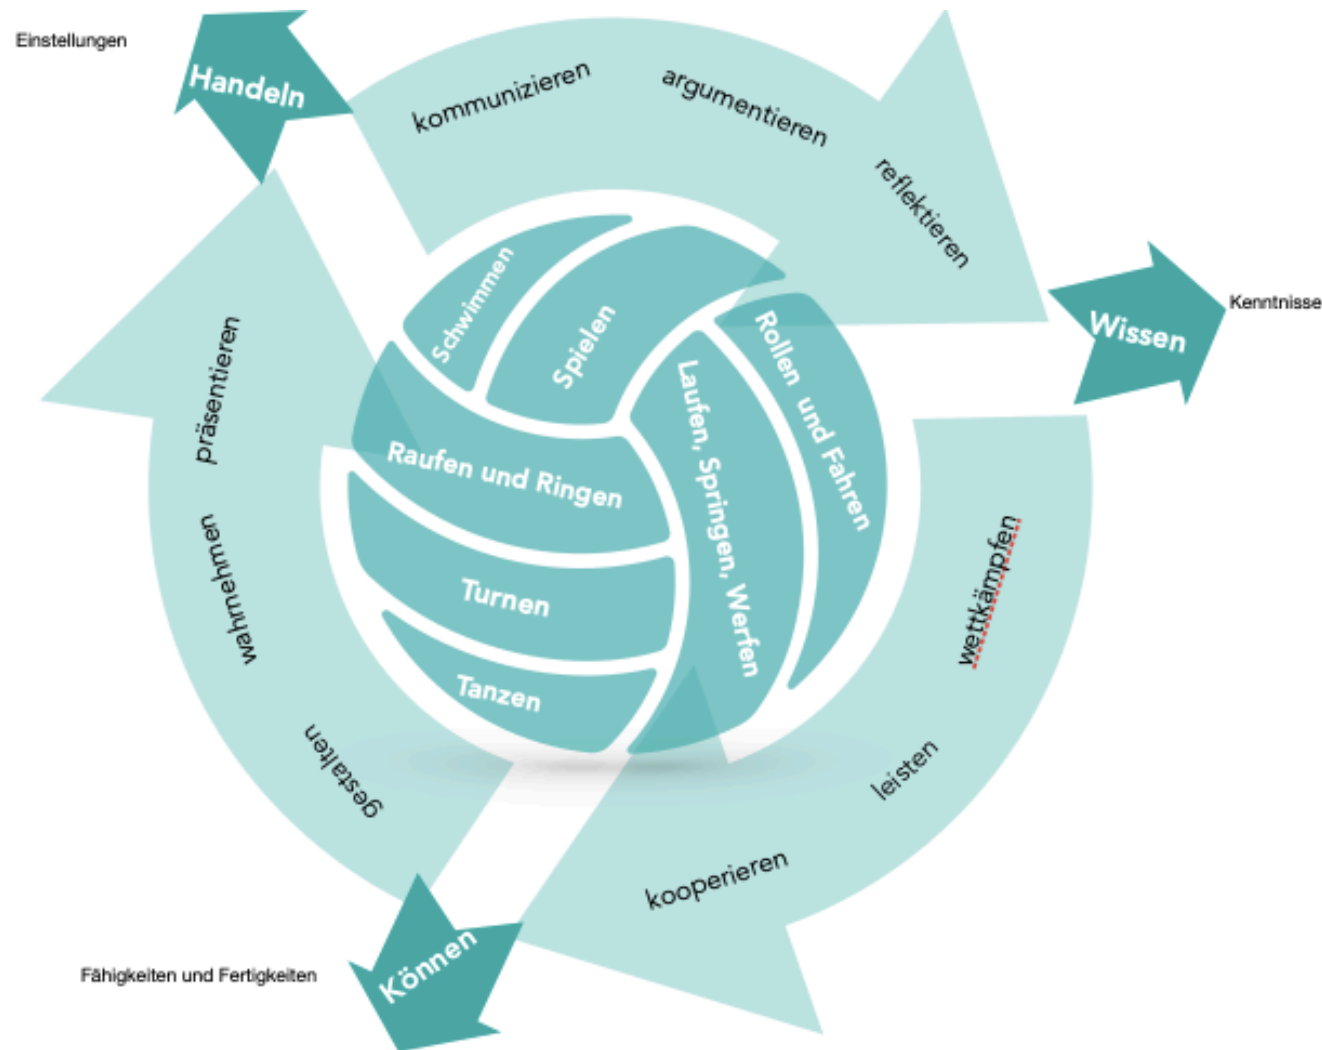 Einstellungen
Handeln
kommunizieren
argumentieren
reflektieren
Wissen
Kenntnisse
Schwimmen
Spielen
Rollen und Fahren
Laufen, Springen, Werfen
Raufen und Ringen
Turnen
Tanzen
präsentieren
wahrnehmen
gestalten
wettkämpfen
leisten
kooperieren
Können
Fähigkeiten und Fertigkeiten